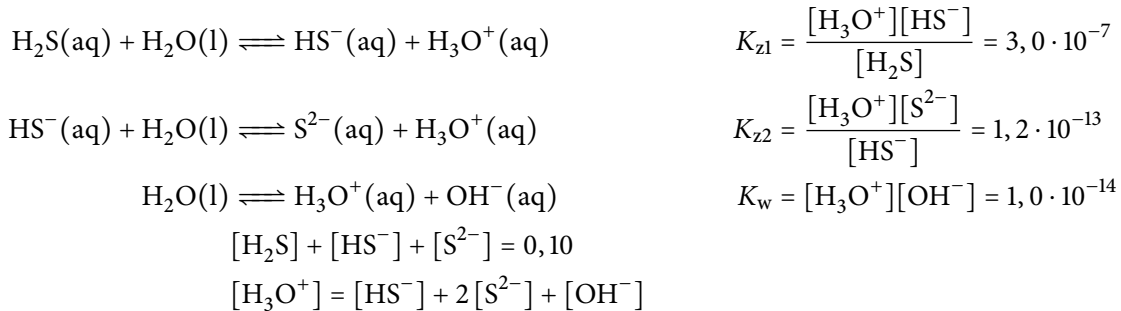 H₂S(aq) + H₂O(l) ⇌ HS⁻(aq) + H₃O⁺(aq) K_z1 = [H₃O⁺][HS⁻] / [H₂S] = 3,0 · 10⁻⁷
HS⁻(aq) + H₂O(l) ⇌ S²⁻(aq) + H₃O⁺(aq) K_z2 = [H₃O⁺][S²⁻] / [HS⁻] = 1,2 · 10⁻¹³
H₂O(l) ⇌ H₃O⁺(aq) + OH⁻(aq) K_w = [H₃O⁺][OH⁻] = 1,0 · 10⁻¹⁴
[H₂S] + [HS⁻] + [S²⁻] = 0,10
[H₃O⁺] = [HS⁻] + 2[S²⁻] + [OH⁻]